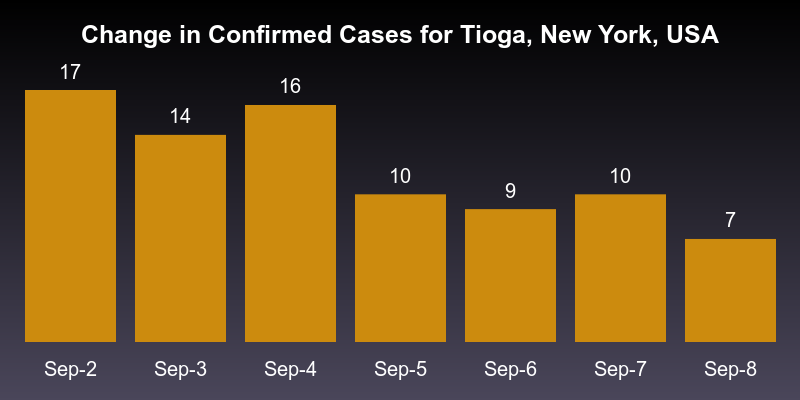 Change in Confirmed Cases for Tioga, New York, USA
17
14
16
10
9
10
7
Sep-2
Sep-3
Sep-4
Sep-5
Sep-6
Sep-7
Sep-8